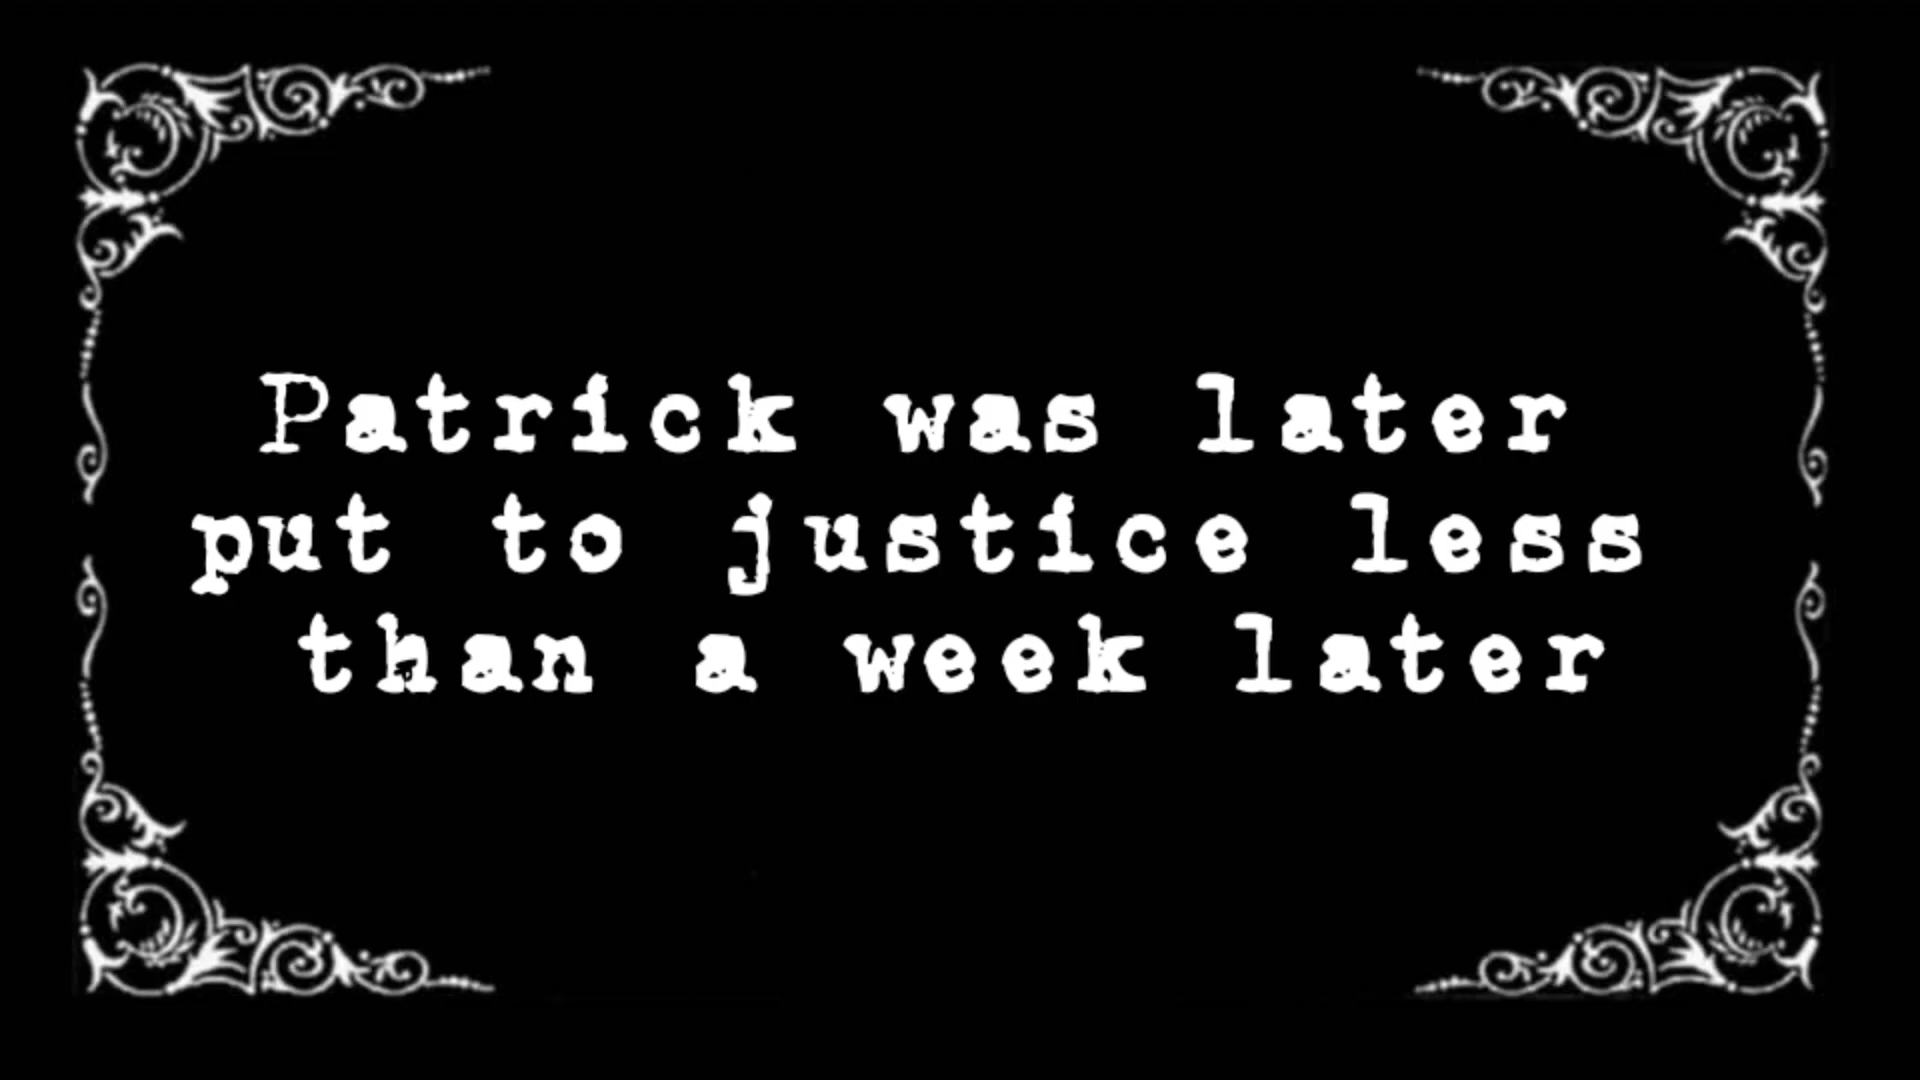 Patrick was later
put to justice less
than a week later